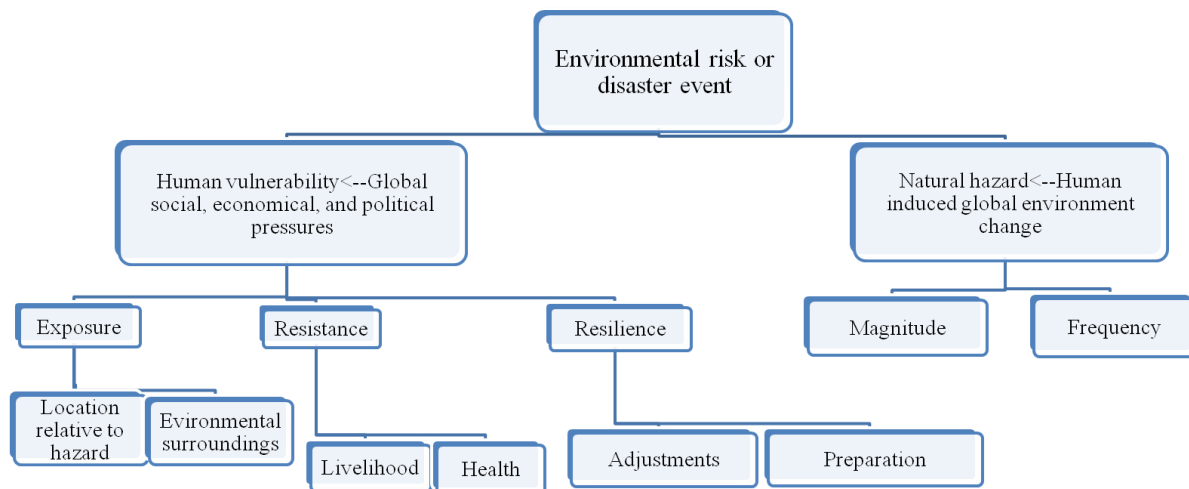 Environmental risk or
disaster event
Human vulnerability<--Global
social, economical, and political
pressures
Natural hazard<--Human
induced global environment
change
Exposure
Resistance
Resilience
Magnitude
Frequency
Location
relative to
hazard
Evironmental
surroundings
Livelihood
Health
Adjustments
Preparation